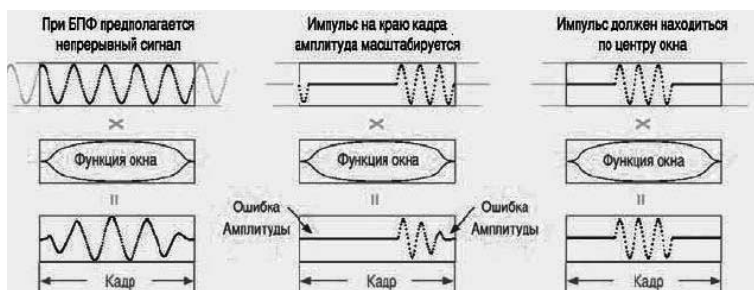 При БПФ предполагается
непрерывный сигнал
Импульс на краю кадра
амплитуда масштабируется
Импульс должен находиться
по центру окна
×
×
×
Функция окна
Функция окна
Функция окна
=
=
=
Ошибка
Амплитуды
Ошибка
Амплитуды
Кадр
Кадр
Кадр